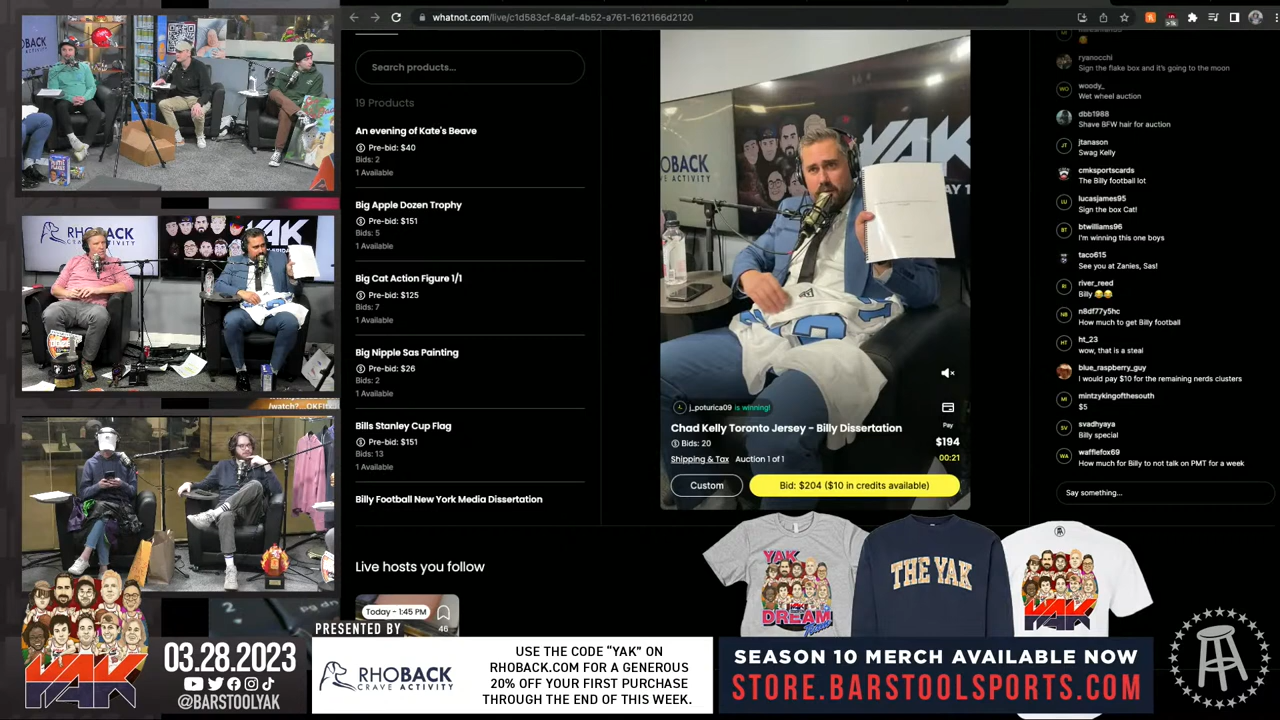 whatnot.com/live/c1d583cf-84af-4b52-a761-1621166d2120
Search products...
19 Products
An evening of Kate's Beave
Pre-bid: $40
Bids: 2
1 Available
Big Apple Dozen Trophy
Pre-bid: $151
Bids: 5
1 Available
Big Cat Action Figure 1/1
Pre-bid: $125
Bids: 7
1 Available
Big Nipple Sas Painting
Pre-bid: $26
Bids: 2
1 Available
Bills Stanley Cup Flag
Pre-bid: $151
Bids: 13
1 Available
Billy Football New York Media Dissertation
Live hosts you follow
Today - 1:45 PM
46
RHOBACK
CRAVE ACTIVITY
YAK
OBACK
E ACTIVITY
YAK
/watch?...OKFI
j_poturica09 is winning!
Chad Kelly Toronto Jersey - Billy Dissertation
Bids: 20
Shipping & Tax Auction 1 of 1
Pay
$194
00:21
Custom
Bid: $204 ($10 in credits available)
ryanocchi
Sign the flake box and it's going to the moon
woody_
Wet wheel auction
dbb1988
Shave BFW hair for auction
jtanason
Swag Kelly
cmksportscards
The Billy football lot
lucasjames95
Sign the box Cat!
btwilliams96
I'm winning this one boys
taco615
See you at Zanies, Sas!
river_reed
Billy 😂😂
n8df77y5hc
How much to get Billy football
ht_23
wow, that is a steal
blue_raspberry_guy
I would pay $10 for the remaining nerds clusters
mintzykingofthesouth
$5
svadhyaya
Billy special
wafflefox69
How much for Billy to not talk on PMT for a week
Say something...
YAK
DREAM
THE YAK
YAK
YAK
03.28.2023
@BARSTOOLYAK
PRESENTED BY
RHOBACK
CRAVE ACTIVITY
USE THE CODE “YAK” ON
RHOBACK.COM FOR A GENEROUS
20% OFF YOUR FIRST PURCHASE
THROUGH THE END OF THIS WEEK.
SEASON 10 MERCH AVAILABLE NOW
STORE.BARSTOOLSPORTS.COM